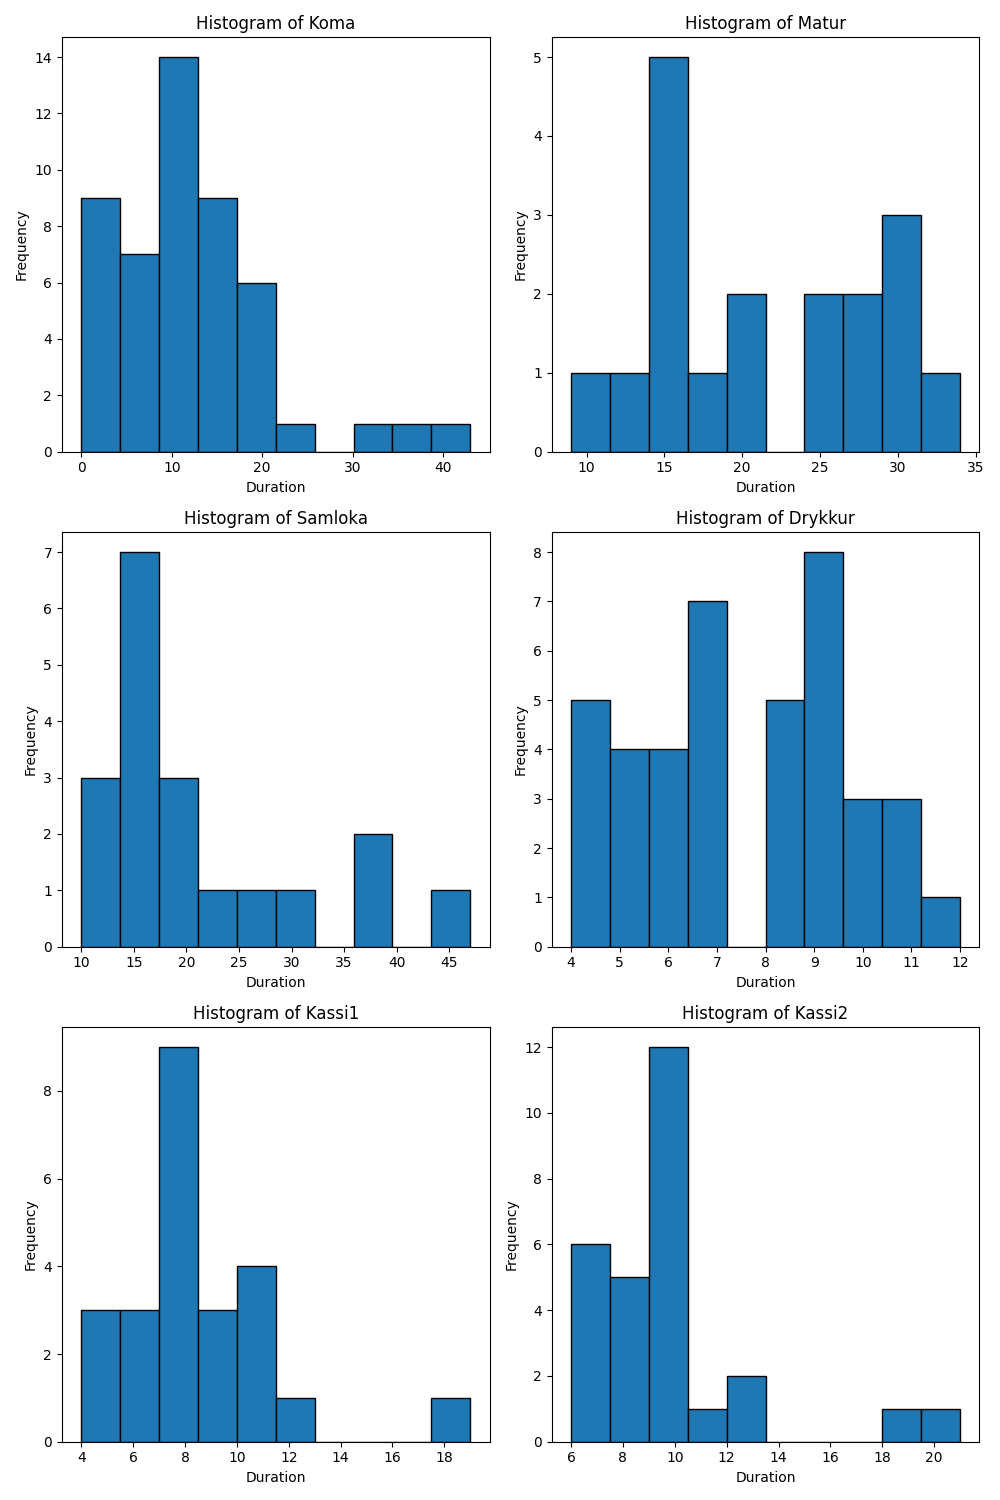 Histogram of Koma
14
12
10
8
6
4
2
0
Frequency
0 10 20 30 40
Duration
Histogram of Matur
5
4
3
2
1
0
Frequency
10 15 20 25 30 35
Duration
Histogram of Samloka
7
6
5
4
3
2
1
0
Frequency
10 15 20 25 30 35 40 45
Duration
Histogram of Drykkur
8
7
6
5
4
3
2
1
0
Frequency
4 5 6 7 8 9 10 11 12
Duration
Histogram of Kassi1
8
6
4
2
0
Frequency
4 6 8 10 12 14 16 18
Duration
Histogram of Kassi2
12
10
8
6
4
2
0
Frequency
6 8 10 12 14 16 18 20
Duration